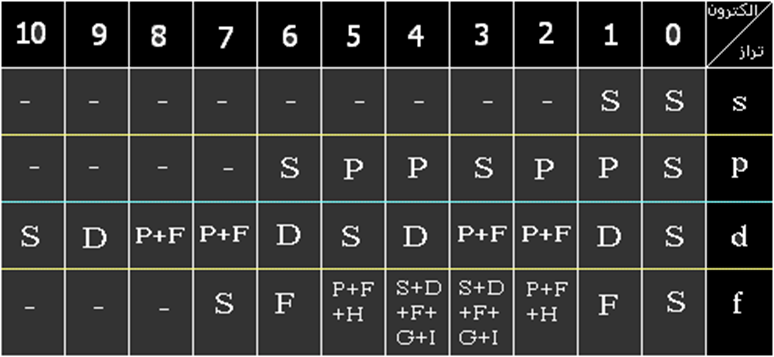 10 9 8 7 6 5 4 3 2 1 0 الکترون تراز
- - - - - - - - - S S s
- - - - S P P S P P S p
S D P+F P+F D S D P+F P+F D S d
- - - S F P+F +H S+D +F+ G+I S+D +F+ G+I P+F +H F S f